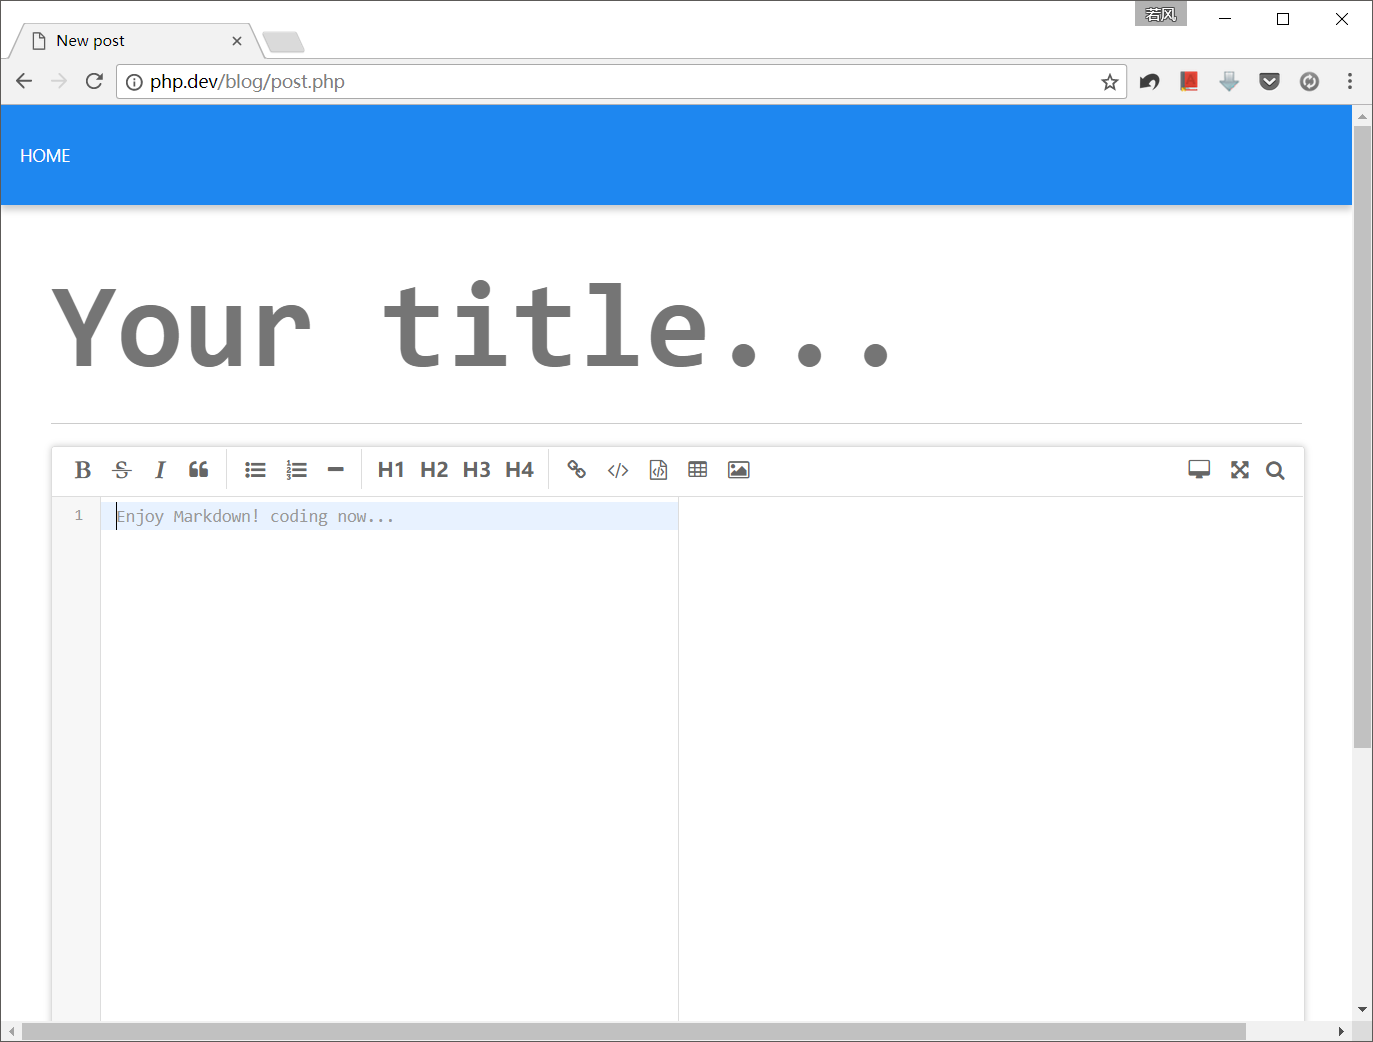 若风
New post
php.dev/blog/post.php
HOME
Your title...
B S I H1 H2 H3 H4
1 Enjoy Markdown! coding now...